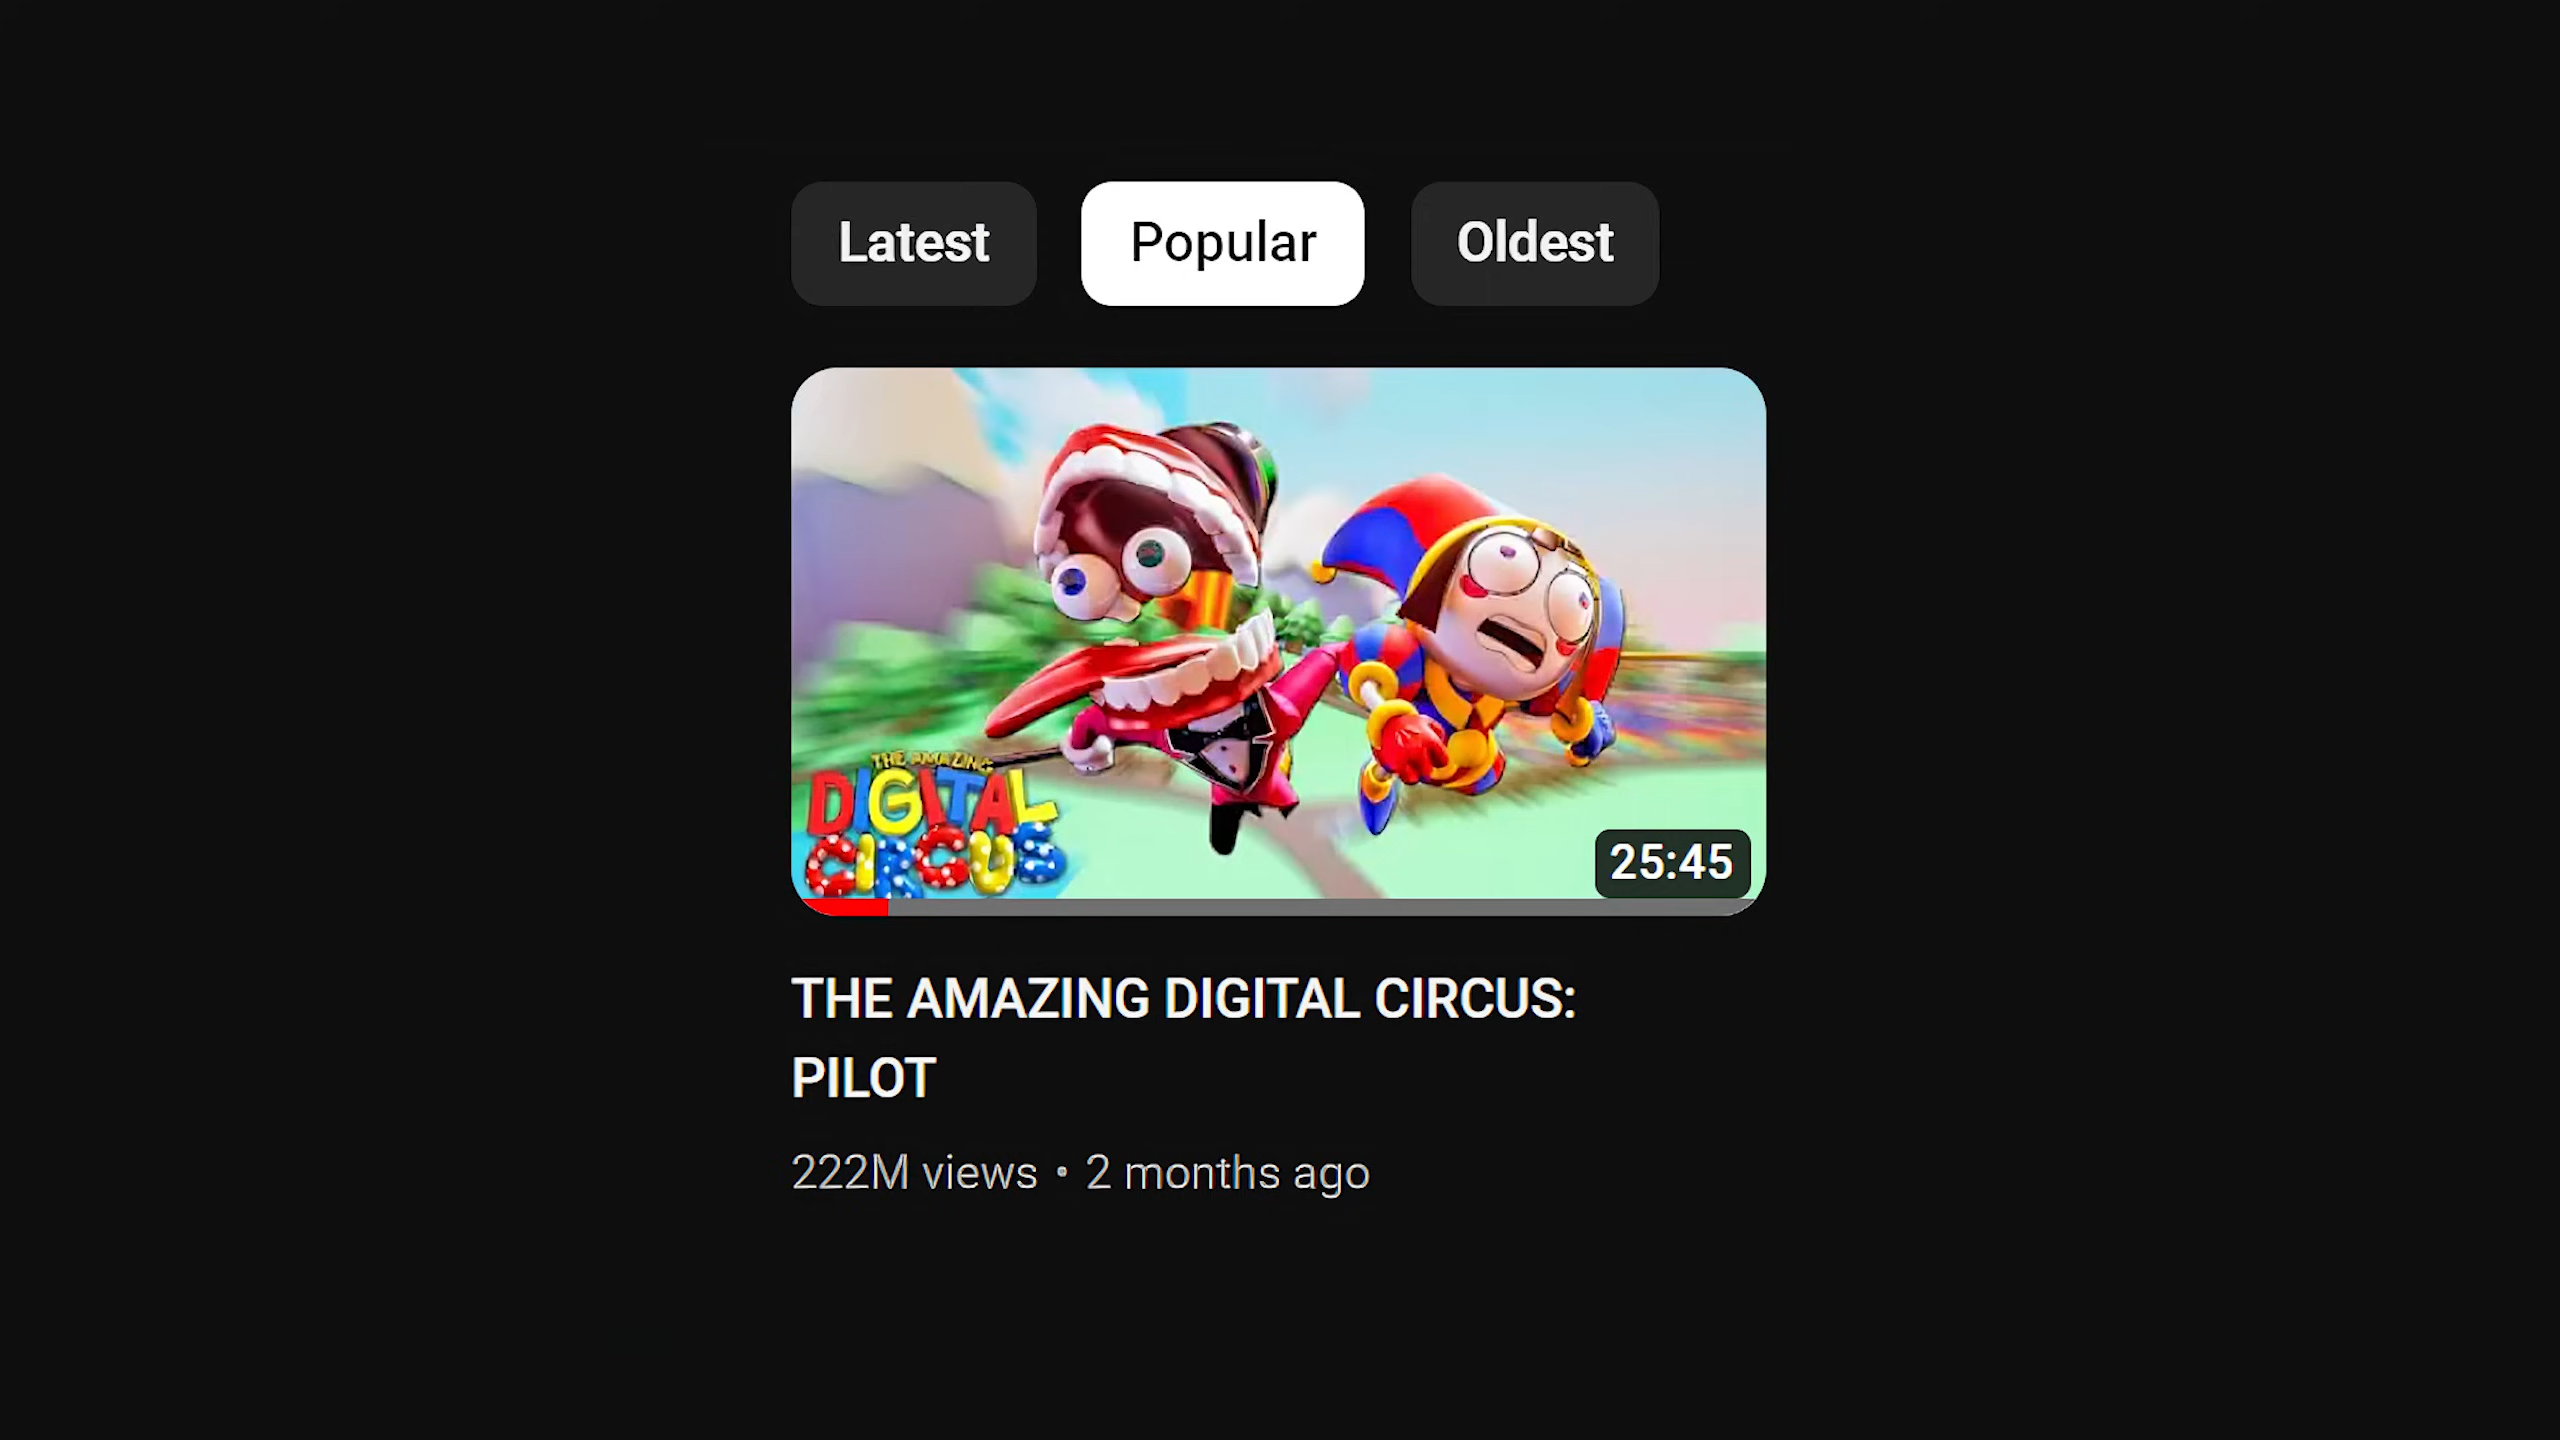 Latest
Popular
Oldest
THE AMAZING
DIGITAL
CIRCUS
25:45
THE AMAZING DIGITAL CIRCUS:
PILOT
222M views • 2 months ago